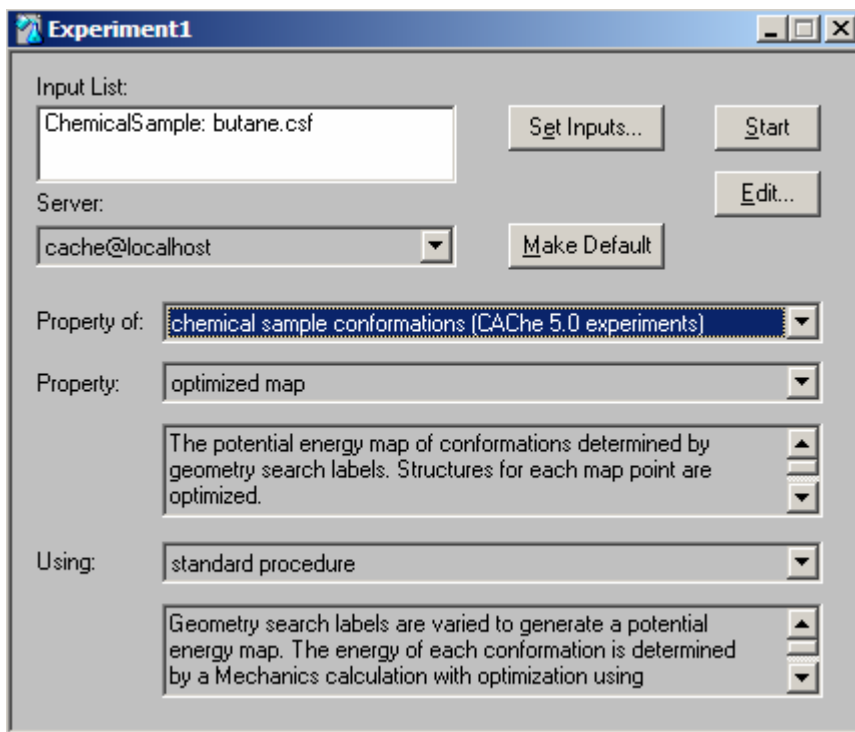 Experiment1
Input List:
ChemicalSample: butane.csf
Set Inputs...
Start
Edit...
Server:
cache@localhost
Make Default
Property of:
chemical sample conformations (CAChe 5.0 experiments)
Property:
optimized map
The potential energy map of conformations determined by
geometry search labels. Structures for each map point are
optimized.
Using:
standard procedure
Geometry search labels are varied to generate a potential
energy map. The energy of each conformation is determined
by a Mechanics calculation with optimization using